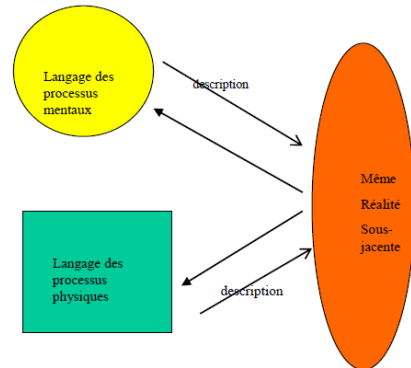 Langage des
processus
mentaux
description
Même
Réalité
Sous-
jacente
Langage des
processus
physiques
description